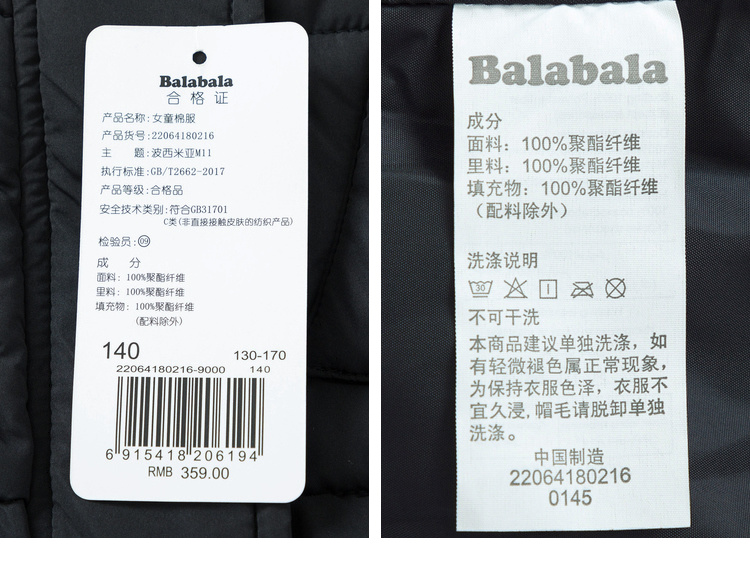 Balabala
合格证
产品名称:女童棉服
产品货号:22064180216
主 题:波西米亚M11
执行标准:GB/T2662-2017
产品等级:合格品
安全技术类别:符合GB31701
C类(非直接接触皮肤的纺织产品)
检验员:09
成 分
面料: 100%聚酯纤维
里料: 100%聚酯纤维
填充物: 100%聚酯纤维
(配料除外)
140 130-170
22064180216-9000 140
6 915418 206194
RMB 359.00
Balabala
成分
面料: 100%聚酯纤维
里料: 100%聚酯纤维
填充物: 100%聚酯纤维
（配料除外）
洗涤说明
不可干洗
本商品建议单独洗涤, 如
有轻微褪色属正常现象,
为保持衣服色泽, 衣服不
宜久浸, 帽毛请脱卸单独
洗涤。
中国制造
22064180216
0145